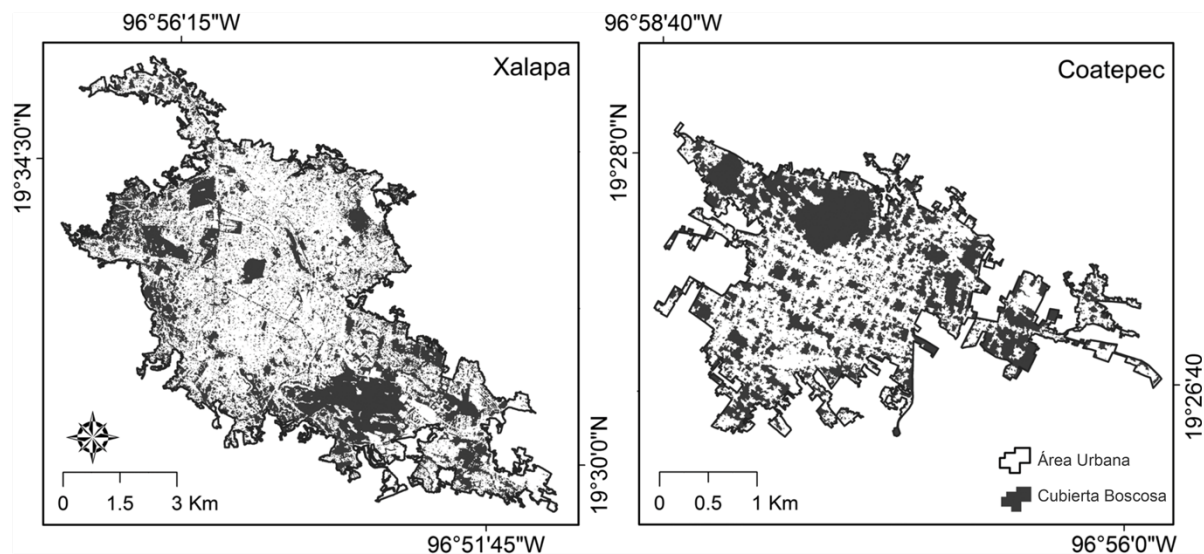 96°56'15"W
96°58'40"W
Xalapa
Coatepec
19°34'30"N
19°28'0"N
19°26'40"N
19°30'0"N
Área Urbana
Cubierta Boscosa
0 1.5 3 Km
0 0.5 1 Km
96°51'45"W
96°56'0"W